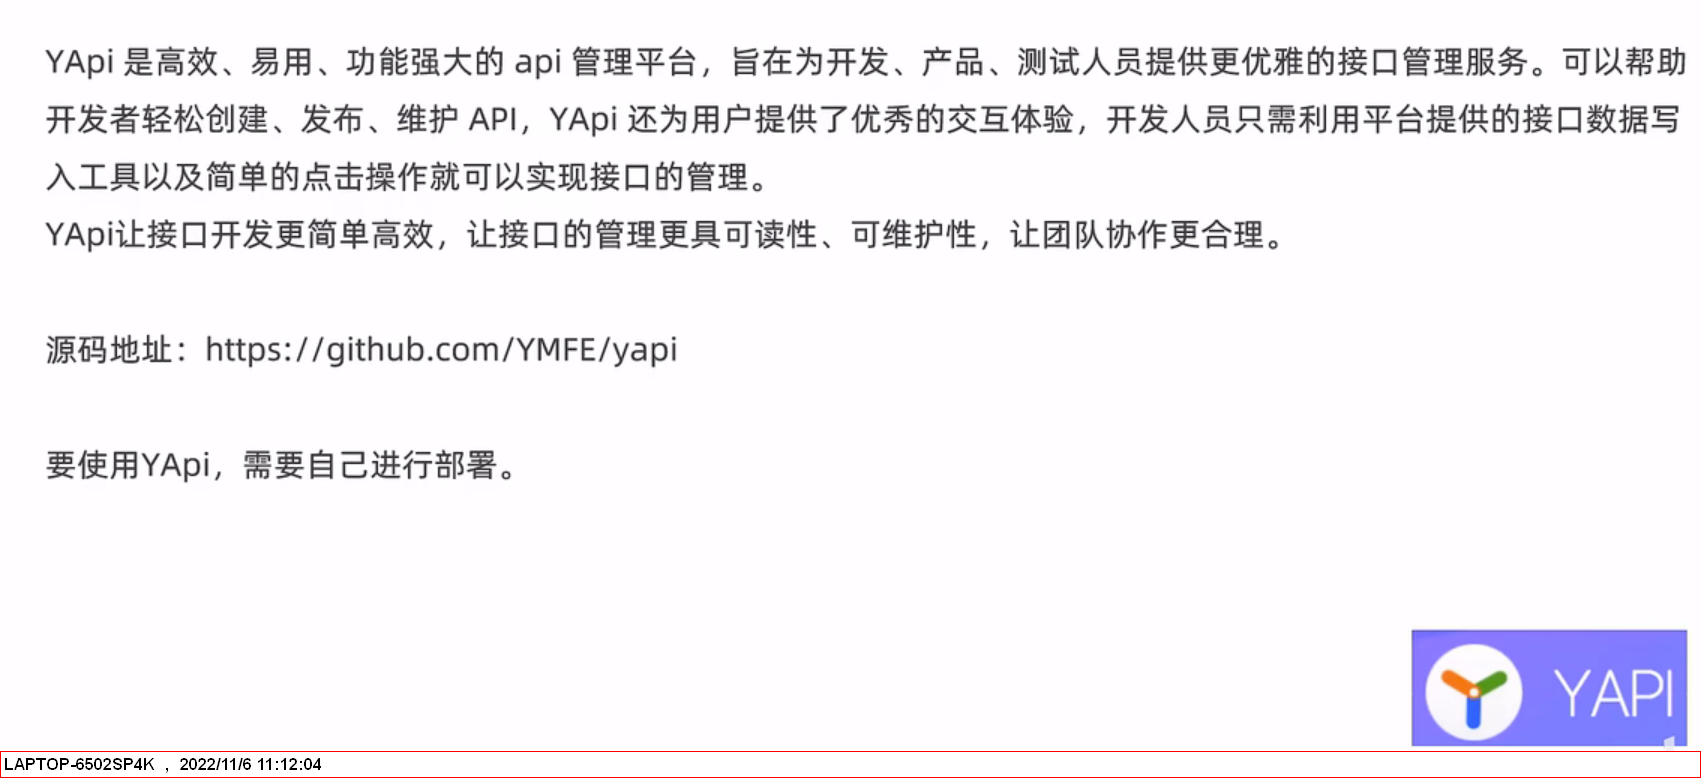 YApi 是高效、易用、功能强大的 api 管理平台，旨在为开发、产品、测试人员提供更优雅的接口管理服务。可以帮助
开发者轻松创建、发布、维护 API，YApi 还为用户提供了优秀的交互体验，开发人员只需利用平台提供的接口数据写
入工具以及简单的点击操作就可以实现接口的管理。
YApi让接口开发更简单高效，让接口的管理更具可读性、可维护性，让团队协作更合理。
源码地址：https://github.com/YMFE/yapi
要使用YApi，需要自己进行部署。
YAPI
LAPTOP-6502SP4K , 2022/11/6 11:12:04